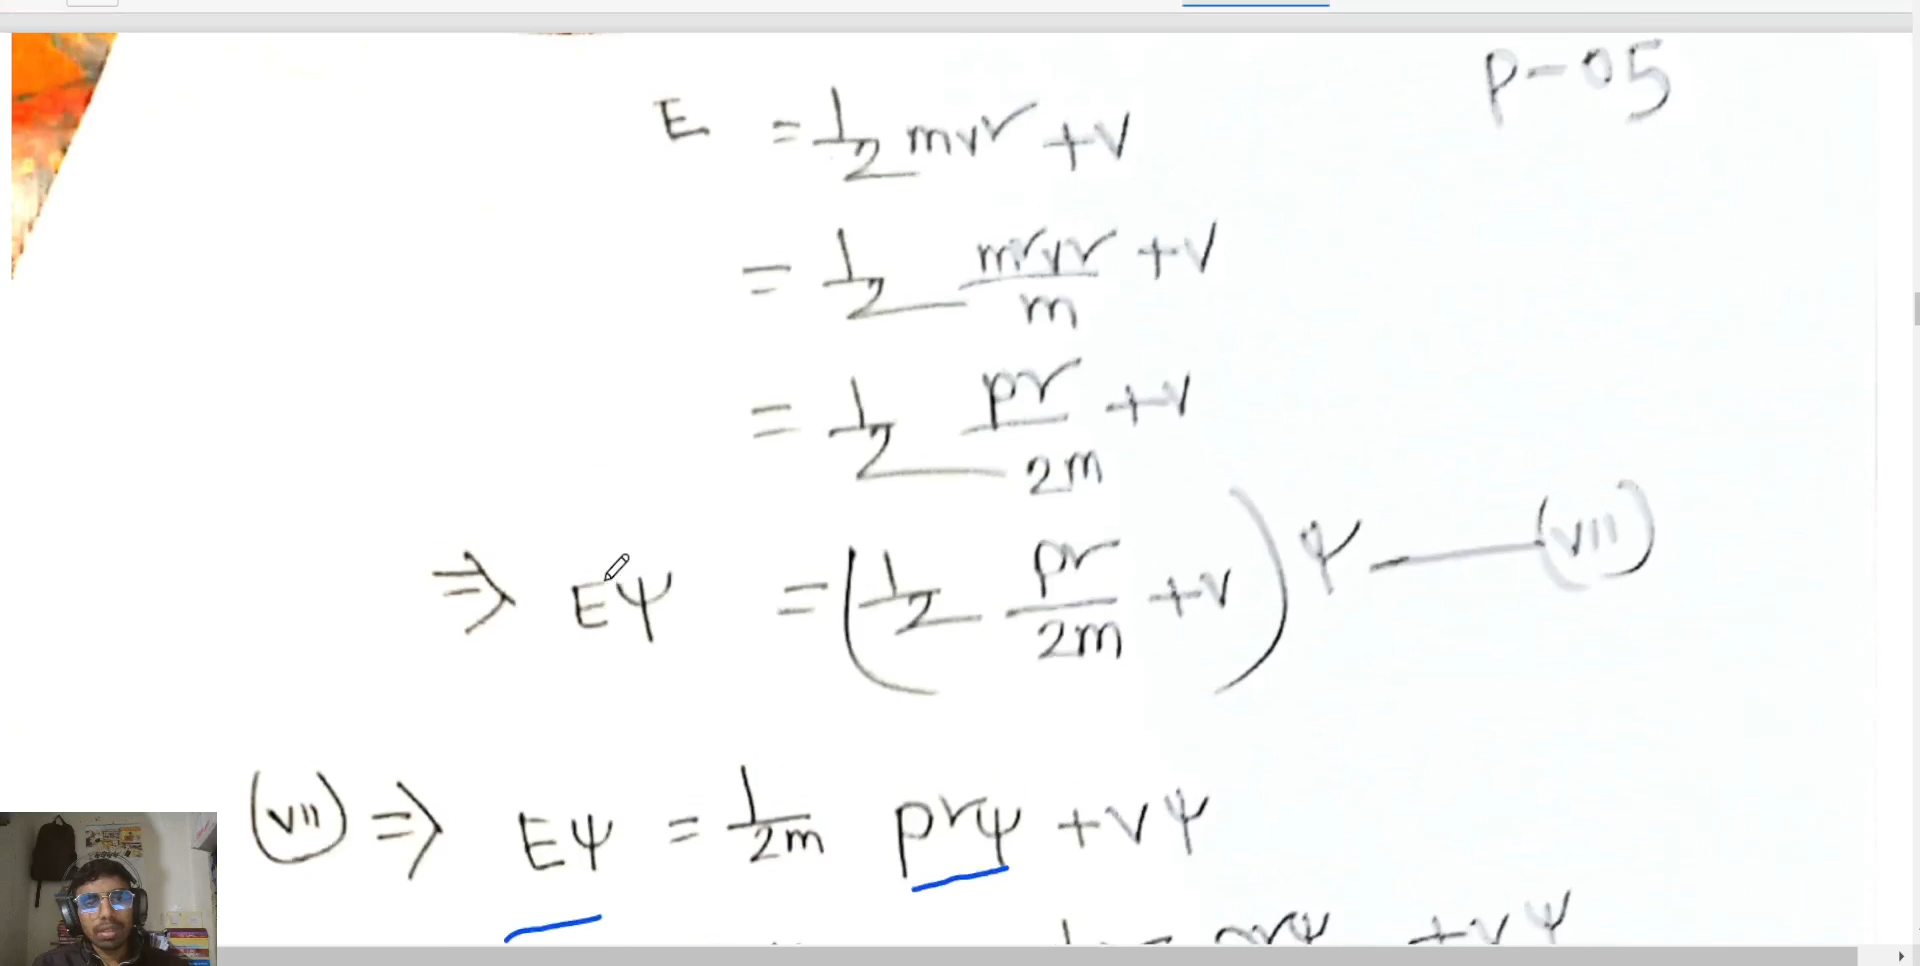 P-05
E = 1/2 mv² + V
= 1/2 m²v²/m + V
= 1/2 p²/2m + V
⇒ Eψ = (1/2 p²/2m + V) ψ — (VII)
(VII) ⇒ Eψ = 1/2m p²ψ + Vψ
+ Vψ